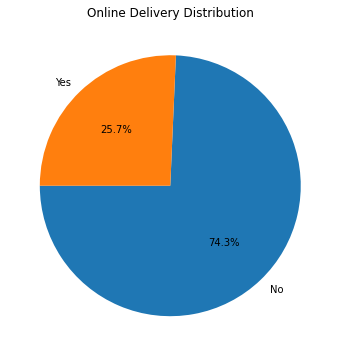 Online Delivery Distribution
Yes
25.7%
74.3%
No